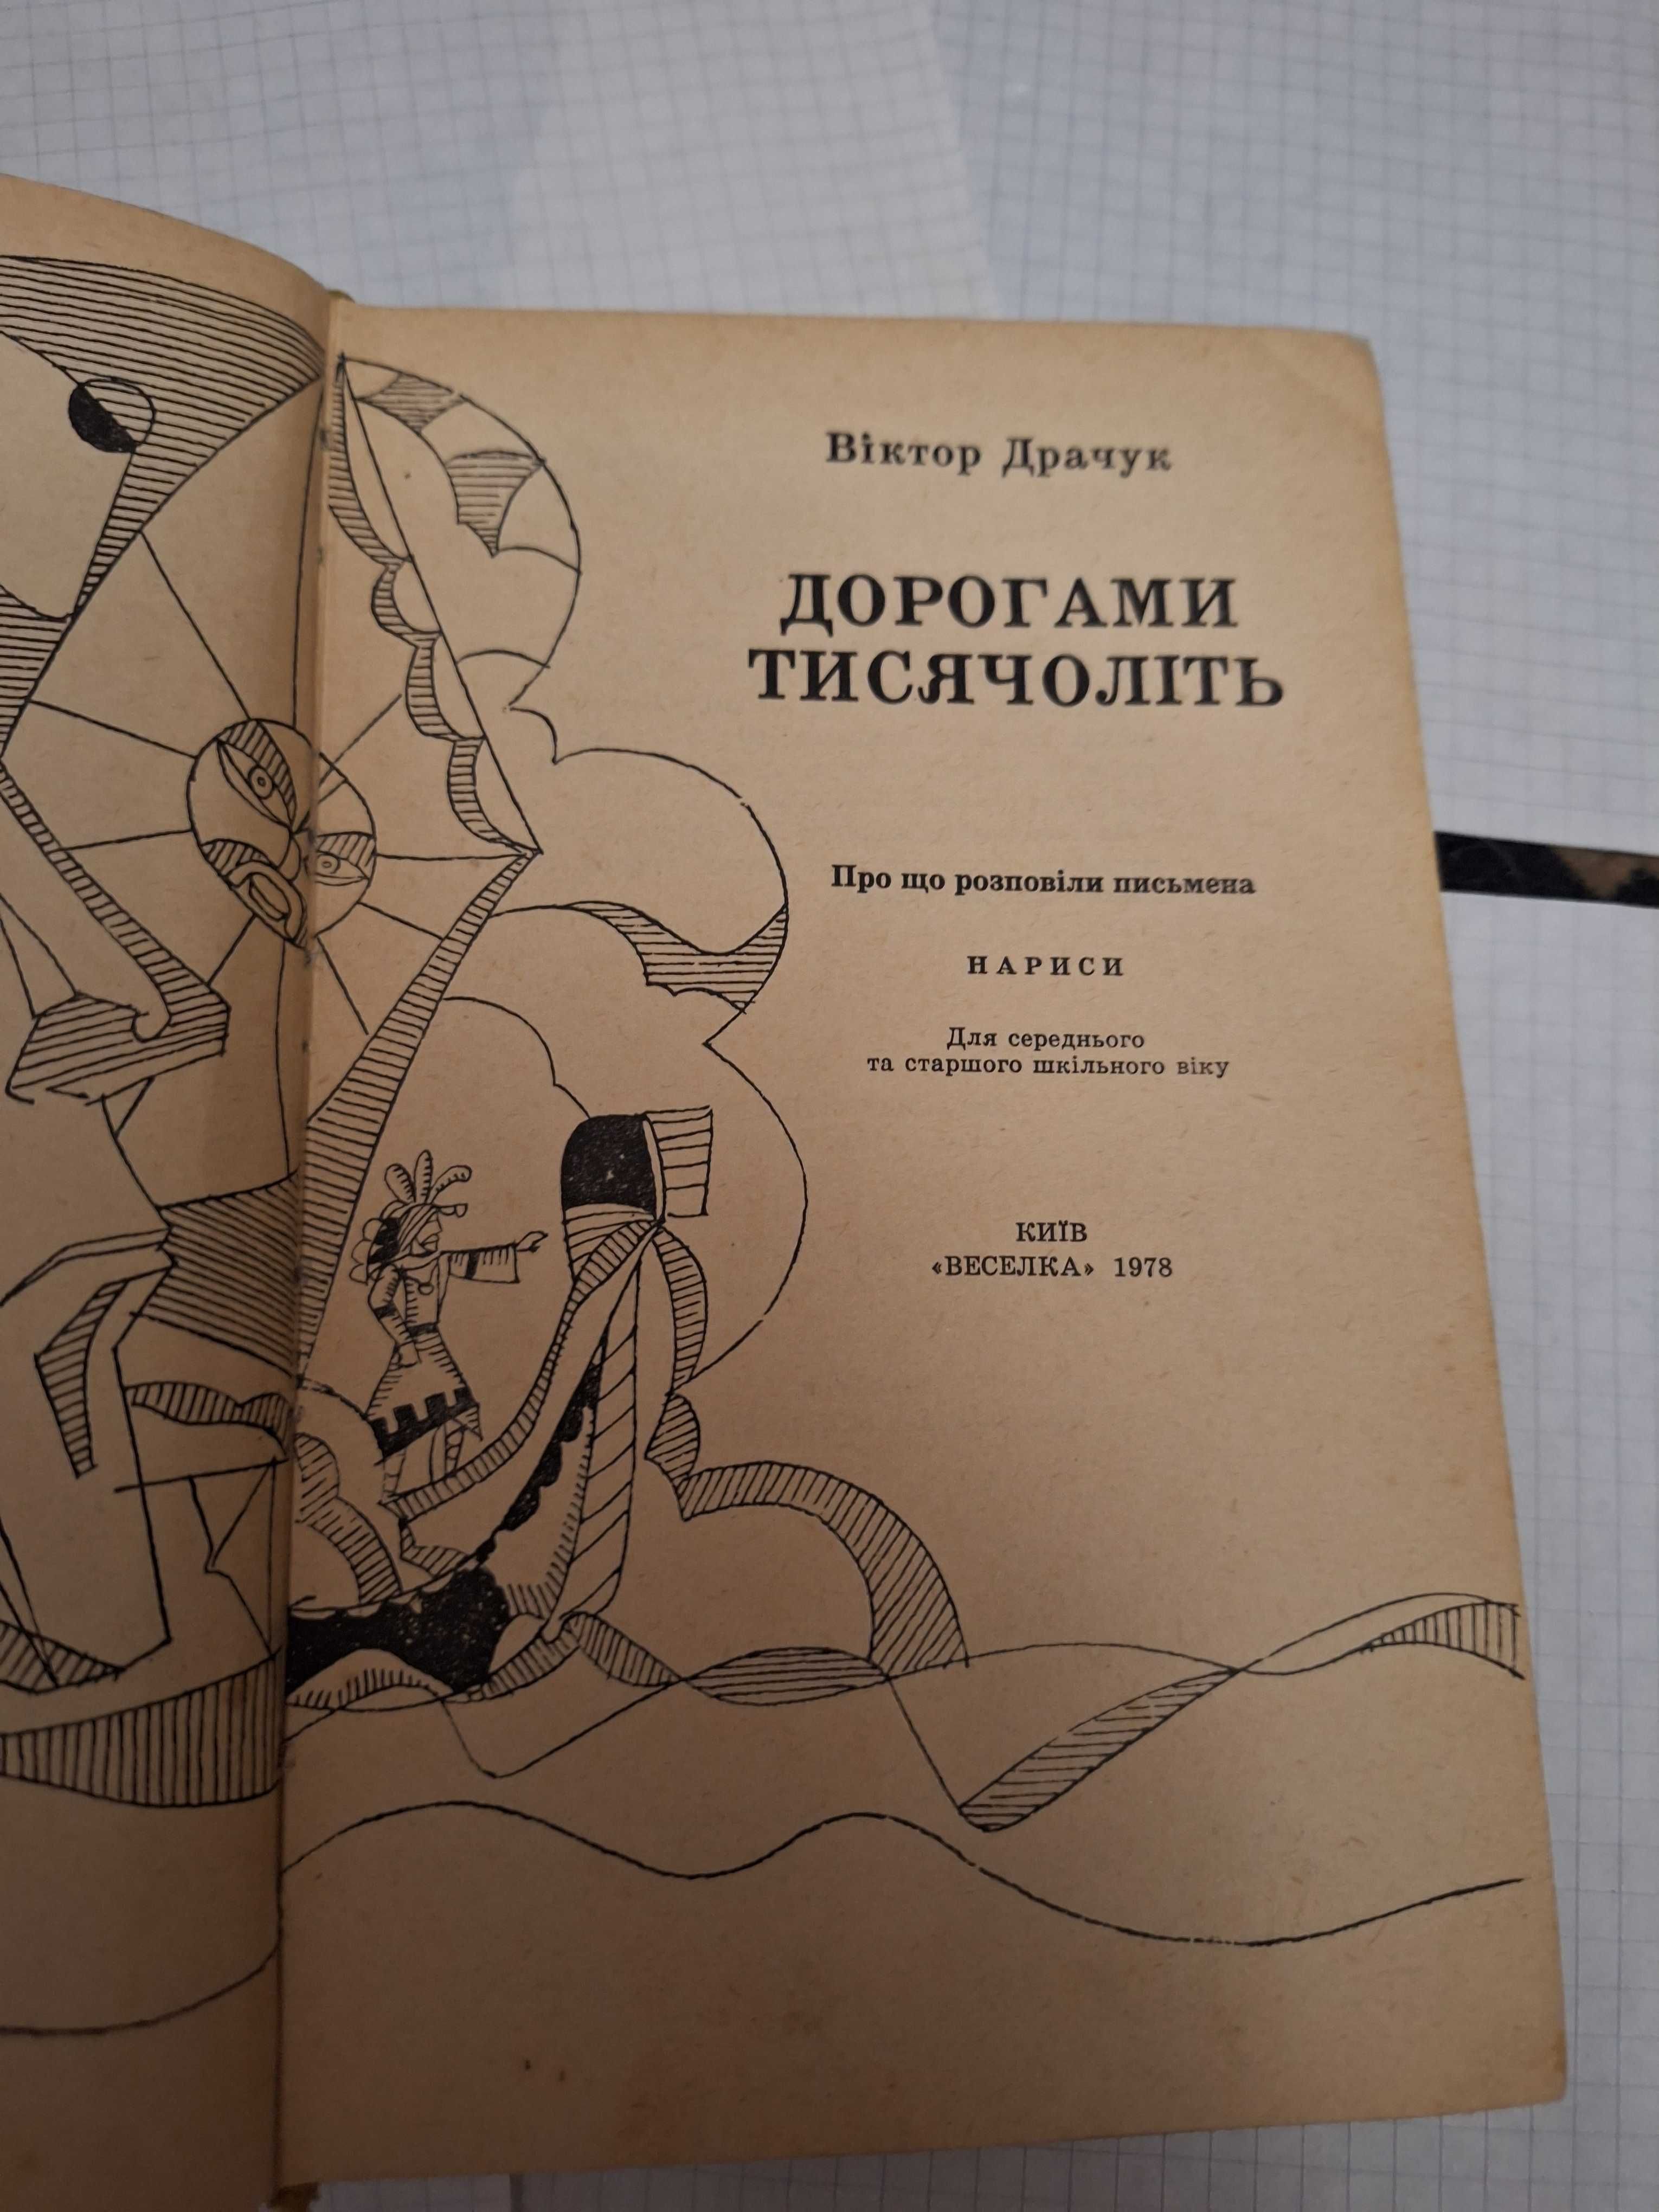 Віктор Драчук
ДОРОГАМИ
ТИСЯЧОЛІТЬ
Про що розповіли письмена
НАРИСИ
Для середнього
та старшого шкільного віку
КИЇВ
«ВЕСЕЛКА» 1978